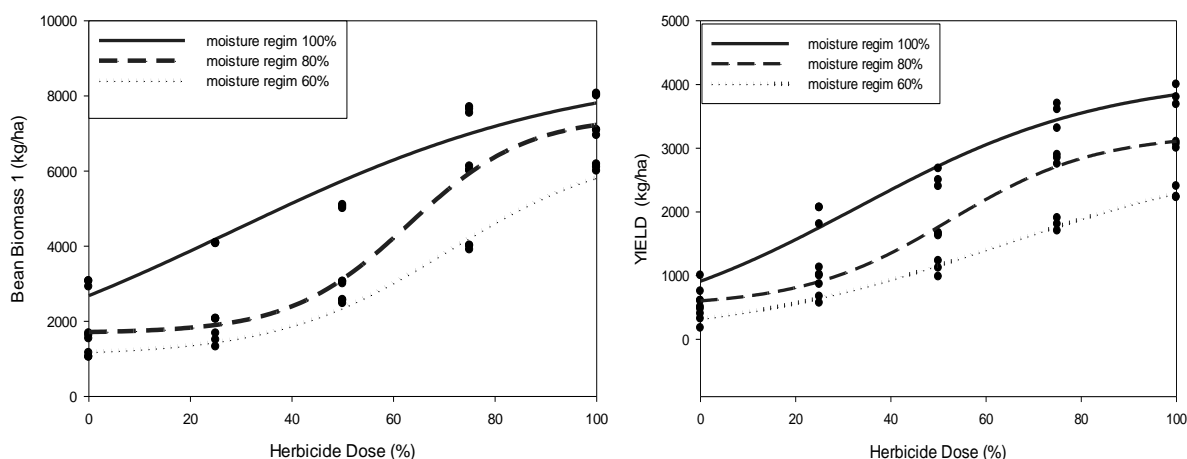 10000
8000
6000
4000
2000
0
Bean Biomass 1 (kg/ha)
moisture regim 100%
moisture regim 80%
moisture regim 60%
0 20 40 60 80 100
Herbicide Dose (%)
5000
4000
3000
2000
1000
0
YIELD (kg/ha)
moisture regim 100%
moisture regim 80%
moisture regim 60%
0 20 40 60 80 100
Herbicide Dose (%)